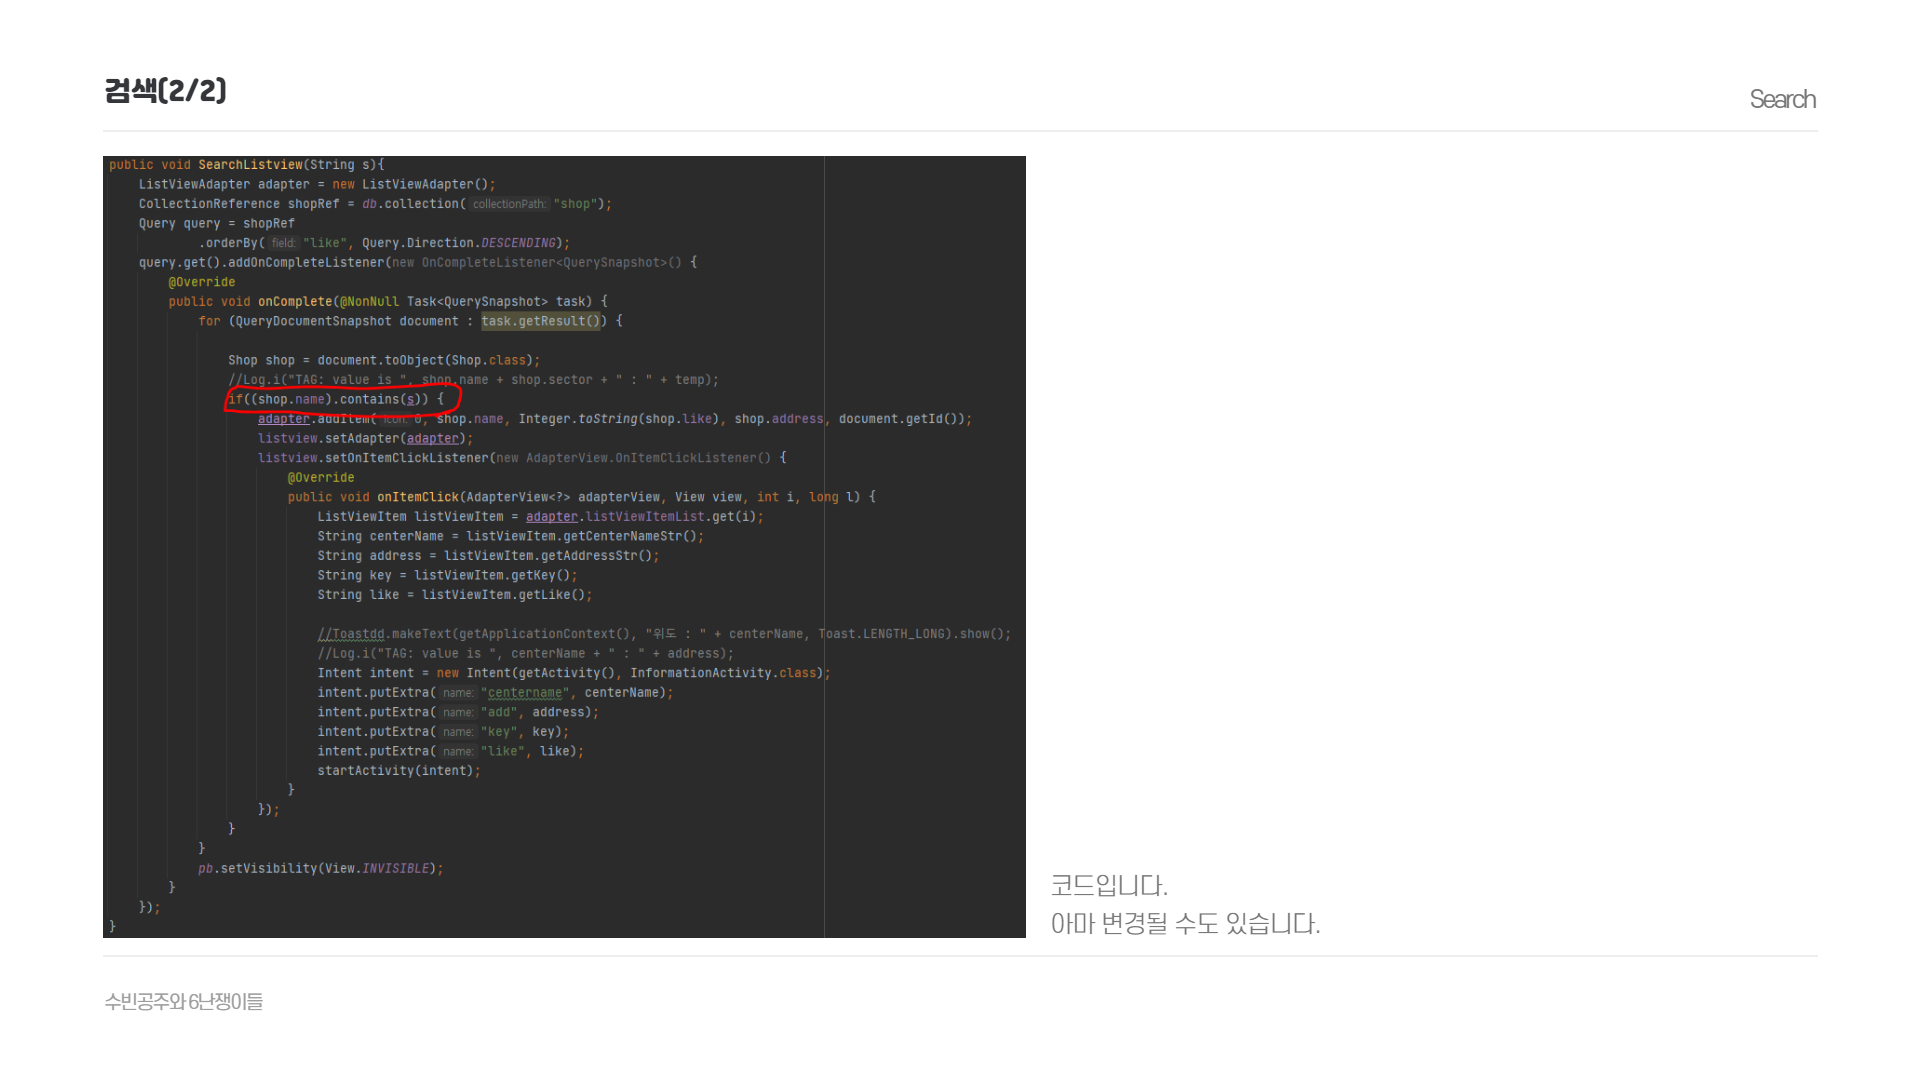 검색(2/2)
Search
public void SearchListview(String s){
ListViewAdapter adapter = new ListViewAdapter();
CollectionReference shopRef = db.collection( collectionPath: "shop");
Query query = shopRef
.orderBy( field: "like", Query.Direction.DESCENDING);
query.get().addOnCompleteListener(new OnCompleteListener<QuerySnapshot>() {
@Override
public void onComplete(@NonNull Task<QuerySnapshot> task) {
for (QueryDocumentSnapshot document : task.getResult()) {
Shop shop = document.toObject(Shop.class);
//Log.i("TAG: value is ", shop.name + shop.sector + " : " + temp);
if((shop.name).contains(s)) {
adapter.addItem( icon: 0, shop.name, Integer.toString(shop.like), shop.address, document.getId());
listview.setAdapter(adapter);
listview.setOnItemClickListener(new AdapterView.OnItemClickListener() {
@Override
public void onItemClick(AdapterView<?> adapterView, View view, int i, long l) {
ListViewItem listViewItem = adapter.listViewItemList.get(i);
String centerName = listViewItem.getCenterNameStr();
String address = listViewItem.getAddressStr();
String key = listViewItem.getKey();
String like = listViewItem.getLike();
//Toastdd.makeText(getApplicationContext(), "위도 : " + centerName, Toast.LENGTH_LONG).show();
//Log.i("TAG: value is ", centerName + " : " + address);
Intent intent = new Intent(getActivity(), InformationActivity.class);
intent.putExtra( name: "centername", centerName);
intent.putExtra( name: "add", address);
intent.putExtra( name: "key", key);
intent.putExtra( name: "like", like);
startActivity(intent);
}
});
}
}
pb.setVisibility(View.INVISIBLE);
}
});
}
코드입니다.
아마 변경될 수도 있습니다.
수빈공주와 6난쟁이들